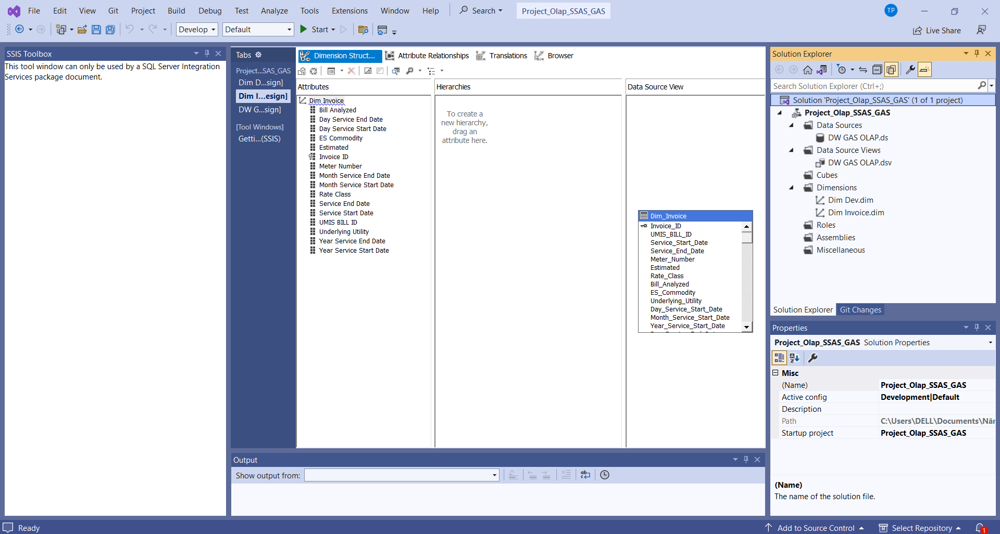 File Edit View Git Project Build Debug Test Analyze Tools Extensions Window Help Search Project_Olap_SSAS_GAS TP
Develop Default Start Live Share
SSIS Toolbox
This tool window can only be used by a SQL Server Integration
Services package document.
Tabs
Project...SAS_GAS
Dim D...sign]
Dim I...esign]
DW G...sign]
[Tool Windows]
Getti...(SSIS)
Dimension Struct... Attribute Relationships Translations Browser
Attributes
Dim Invoice
Bill Analyzed
Day Service End Date
Day Service Start Date
ES Commodity
Estimated
Invoice ID
Meter Number
Month Service End Date
Month Service Start Date
Rate Class
Service End Date
Service Start Date
UMIS BILL ID
Underlying Utility
Year Service End Date
Year Service Start Date
Hierarchies
To create a
new hierarchy,
drag an
attribute here.
Data Source View
Dim_Invoice
Invoice_ID
UMIS_BILL_ID
Service_Start_Date
Service_End_Date
Meter_Number
Estimated
Rate_Class
Bill_Analyzed
ES_Commodity
Underlying_Utility
Day_Service_Start_Date
Month_Service_Start_Date
Year_Service_Start_Date
Output
Show output from:
Solution Explorer
Search Solution Explorer (Ctrl+;)
Solution 'Project_Olap_SSAS_GAS' (1 of 1 project)
Project_Olap_SSAS_GAS
Data Sources
DW GAS OLAP.ds
Data Source Views
DW GAS OLAP.dsv
Cubes
Dimensions
Dim Dev.dim
Dim Invoice.dim
Roles
Assemblies
Miscellaneous
Solution Explorer Git Changes
Properties
Project_Olap_SSAS_GAS Solution Properties
Misc
(Name) Project_Olap_SSAS_GAS
Active config Development|Default
Description
Path C:\Users\DELL\Documents\Năr
Startup project Project_Olap_SSAS_GAS
(Name)
The name of the solution file.
Ready Add to Source Control Select Repository 1